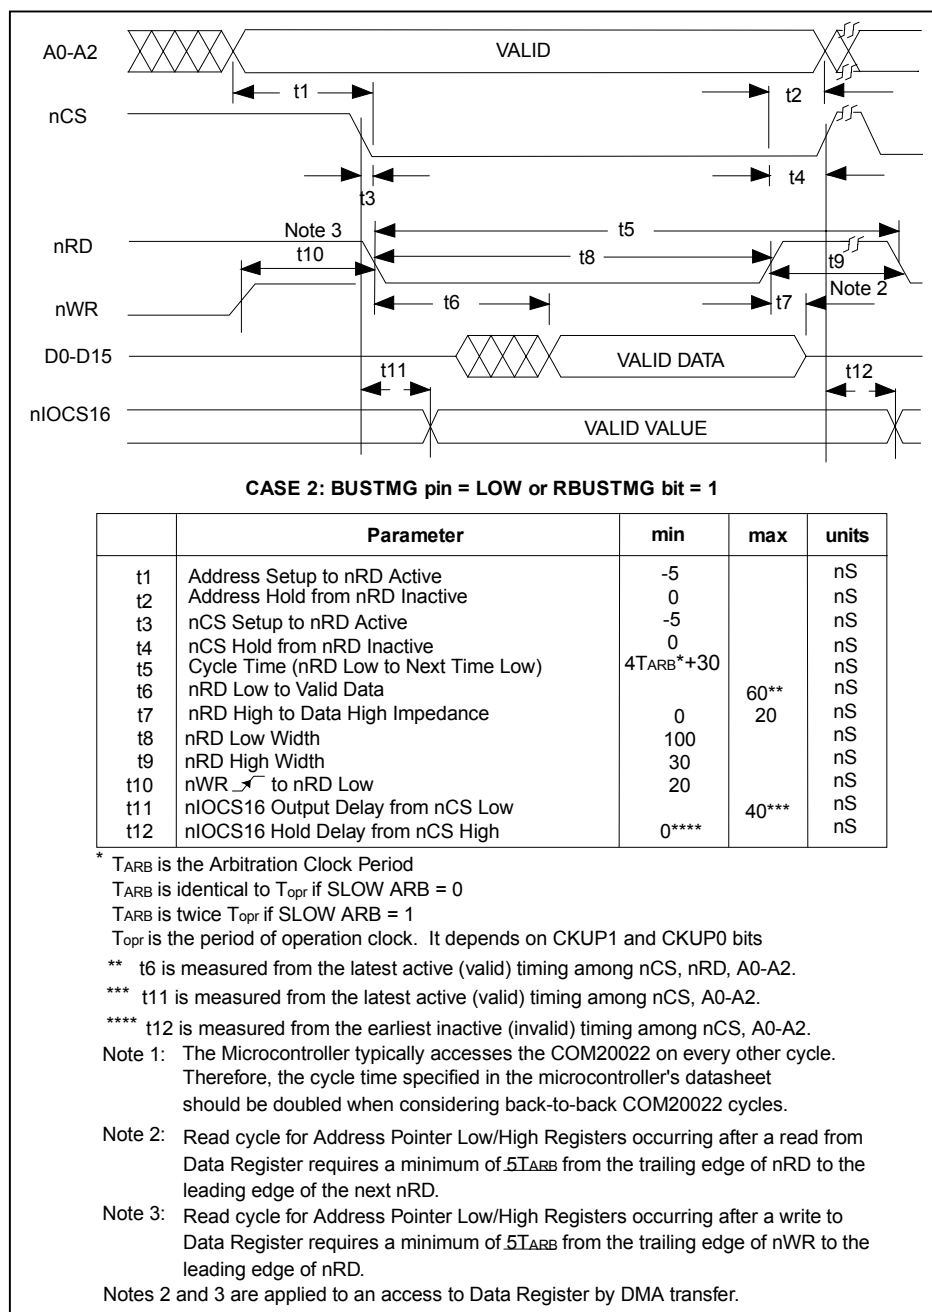 A0-A2
VALID
t1
t2
nCS
t3
t4
nRD
Note 3
t5
t10
t8
t9
Note 2
nWR
t6
t7
D0-D15
VALID DATA
t11
t12
nIOCS16
VALID VALUE
CASE 2: BUSTMG pin = LOW or RBUSTMG bit = 1
Parameter min max units
t1 Address Setup to nRD Active -5 nS
t2 Address Hold from nRD Inactive 0 nS
t3 nCS Setup to nRD Active -5 nS
t4 nCS Hold from nRD Inactive 0 nS
t5 Cycle Time (nRD Low to Next Time Low) 4TARB*+30 nS
t6 nRD Low to Valid Data 60** nS
t7 nRD High to Data High Impedance 0 20 nS
t8 nRD Low Width 100 nS
t9 nRD High Width 30 nS
t10 nWR to nRD Low 20 nS
t11 nIOCS16 Output Delay from nCS Low 40*** nS
t12 nIOCS16 Hold Delay from nCS High 0**** nS
* TARB is the Arbitration Clock Period
TARB is identical to Topr if SLOW ARB = 0
TARB is twice Topr if SLOW ARB = 1
Topr is the period of operation clock. It depends on CKUP1 and CKUP0 bits
** t6 is measured from the latest active (valid) timing among nCS, nRD, A0-A2.
*** t11 is measured from the latest active (valid) timing among nCS, A0-A2.
**** t12 is measured from the earliest inactive (invalid) timing among nCS, A0-A2.
Note 1: The Microcontroller typically accesses the COM20022 on every other cycle.
Therefore, the cycle time specified in the microcontroller's datasheet
should be doubled when considering back-to-back COM20022 cycles.
Note 2: Read cycle for Address Pointer Low/High Registers occurring after a read from
Data Register requires a minimum of 5TARB from the trailing edge of nRD to the
leading edge of the next nRD.
Note 3: Read cycle for Address Pointer Low/High Registers occurring after a write to
Data Register requires a minimum of 5TARB from the trailing edge of nWR to the
leading edge of nRD.
Notes 2 and 3 are applied to an access to Data Register by DMA transfer.